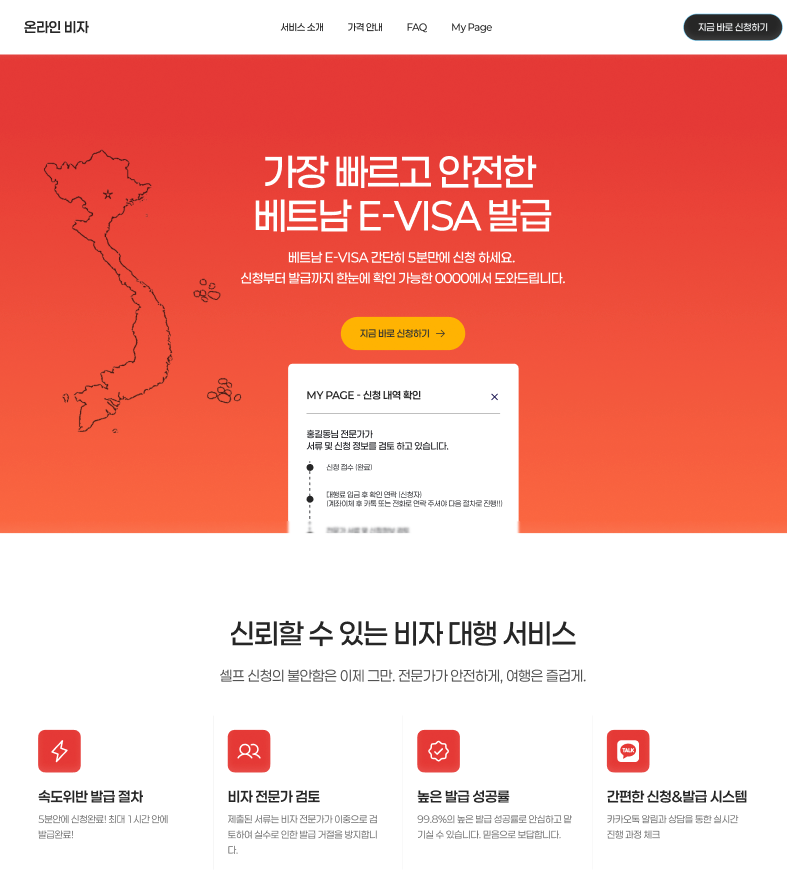 온라인 비자
서비스 소개
가격 안내
FAQ
My Page
지금 바로 신청하기
가장 빠르고 안전한
베트남 E-VISA 발급
베트남 E-VISA 간단히 5분만에 신청 하세요.
신청부터 발급까지 한눈에 확인 가능한 OOOO에서 도와드립니다.
지금 바로 신청하기 →
MY PAGE - 신청 내역 확인
홍길동님 전문가가
서류 및 신청 정보를 검토 하고 있습니다.
신청 접수 (완료)
대행료 입금 후 확인 연락 (신청자)
(계좌이체 후 카톡 또는 전화로 연락 주셔야 다음 절차로 진행!!)
신뢰할 수 있는 비자 대행 서비스
셀프 신청의 불안함은 이제 그만. 전문가가 안전하게, 여행은 즐겁게.
속도위반 발급 절차
5분안에 신청완료! 최대 1시간 안에
발급완료!
비자 전문가 검토
제출된 서류는 비자 전문가가 이중으로 검
토하여 실수로 인한 발급 거절을 방지합니
다.
높은 발급 성공률
99.8%의 높은 발급 성공률로 안심하고 맡
기실 수 있습니다. 믿음으로 보답합니다.
TALK
간편한 신청&발급 시스템
카카오톡 알림과 상담을 통한 실시간
진행 과정 체크